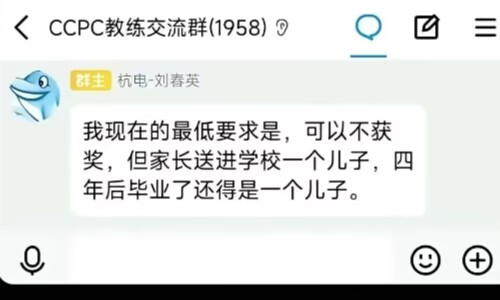 CCPC教练交流群(1958)
群主 杭电-刘春英
我现在的最低要求是，可以不获
奖，但家长送进学校一个儿子，四
年后毕业了还得是一个儿子。